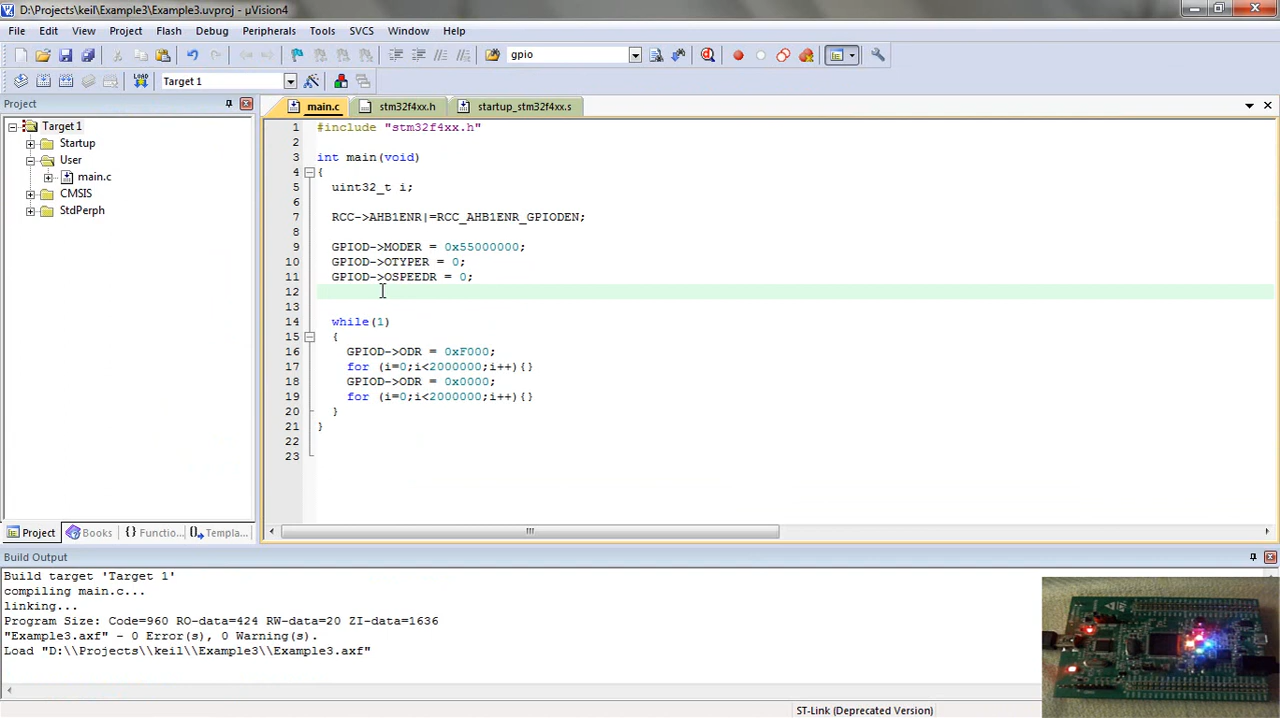 D:\Projects\keil\Example3\Example3.uvproj - µVision4
File Edit View Project Flash Debug Peripherals Tools SVCS Window Help
gpio
LOAD Target 1
Project
main.c stm32f4xx.h startup_stm32f4xx.s
Target 1
Startup
User
main.c
CMSIS
StdPerph
1 #include "stm32f4xx.h"
2
3 int main(void)
4 {
5 uint32_t i;
6
7 RCC->AHB1ENR|=RCC_AHB1ENR_GPIODEN;
8
9 GPIOD->MODER = 0x55000000;
10 GPIOD->OTYPER = 0;
11 GPIOD->OSPEEDR = 0;
12
13
14 while(1)
15 {
16 GPIOD->ODR = 0xF000;
17 for (i=0;i<2000000;i++){}
18 GPIOD->ODR = 0x0000;
19 for (i=0;i<2000000;i++){}
20 }
21 }
22
23
Project Books {} Functio... Templa...
Build Output
Build target 'Target 1'
compiling main.c...
linking...
Program Size: Code=960 RO-data=424 RW-data=20 ZI-data=1636
"Example3.axf" - 0 Error(s), 0 Warning(s).
Load "D:\\Projects\\keil\\Example3\\Example3.axf"
ST-Link (Deprecated Version)